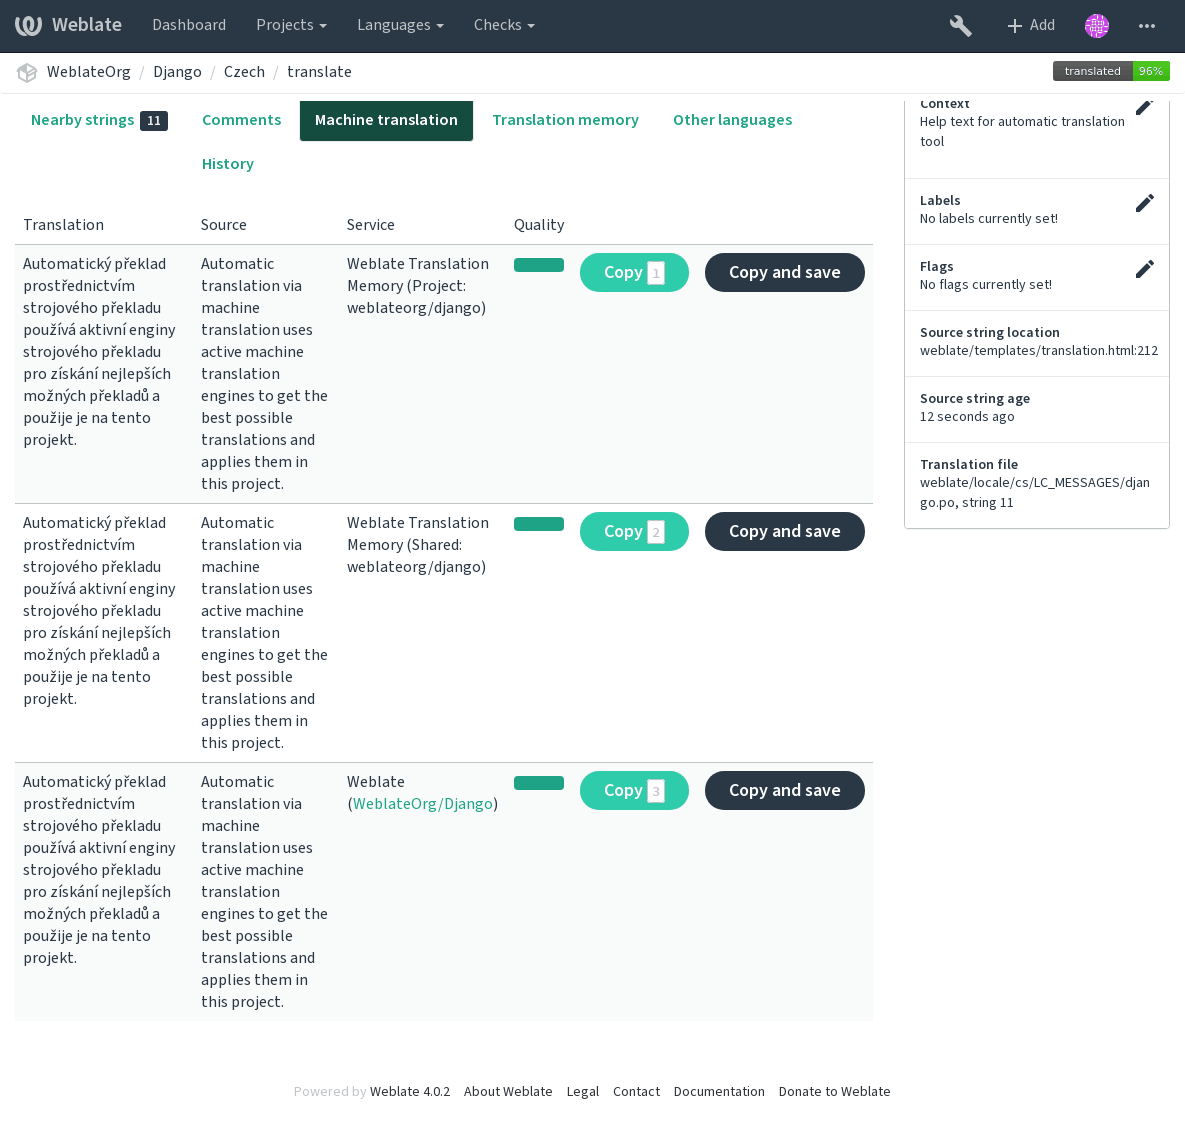 Weblate Dashboard Projects Languages Checks Add
WeblateOrg / Django / Czech / translate
translated 96%
Nearby strings 11 Comments Machine translation Translation memory Other languages
History
Translation Source Service Quality
Automatický překlad
prostřednictvím
strojového překladu
používá aktivní enginy
strojového překladu
pro získání nejlepších
možných překladů a
použije je na tento
projekt.
Automatic
translation via
machine
translation uses
active machine
translation
engines to get the
best possible
translations and
applies them in
this project.
Weblate Translation
Memory (Project:
weblateorg/django)
Copy 1 Copy and save
Automatický překlad
prostřednictvím
strojového překladu
používá aktivní enginy
strojového překladu
pro získání nejlepších
možných překladů a
použije je na tento
projekt.
Automatic
translation via
machine
translation uses
active machine
translation
engines to get the
best possible
translations and
applies them in
this project.
Weblate Translation
Memory (Shared:
weblateorg/django)
Copy 2 Copy and save
Automatický překlad
prostřednictvím
strojového překladu
používá aktivní enginy
strojového překladu
pro získání nejlepších
možných překladů a
použije je na tento
projekt.
Automatic
translation via
machine
translation uses
active machine
translation
engines to get the
best possible
translations and
applies them in
this project.
Weblate
(WeblateOrg/Django)
Copy 3 Copy and save
Context
Help text for automatic translation
tool
Labels
No labels currently set!
Flags
No flags currently set!
Source string location
weblate/templates/translation.html:212
Source string age
12 seconds ago
Translation file
weblate/locale/cs/LC_MESSAGES/djan
go.po, string 11
Powered by Weblate 4.0.2 About Weblate Legal Contact Documentation Donate to Weblate